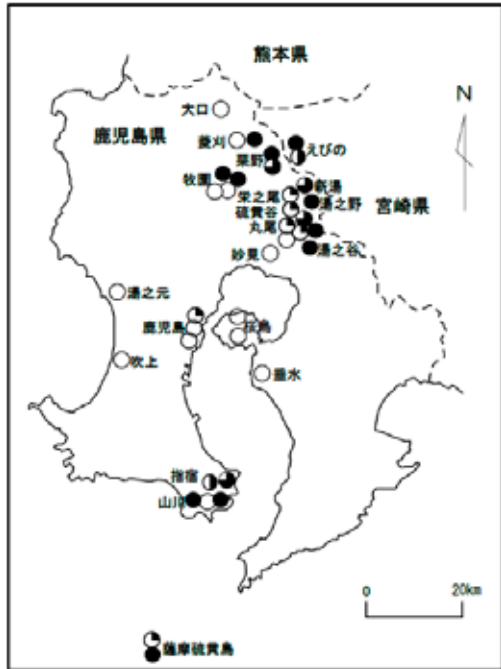 熊本県
N
大口
鹿児島県
菱刈
えびの
栗野
牧園
新湯
栄之尾
湯之野
宮崎県
硫黄谷
丸尾
湯之谷
妙見
湯之元
鹿児島
桜島
吹上
垂水
指宿
山川
0 20km
薩摩硫黄島